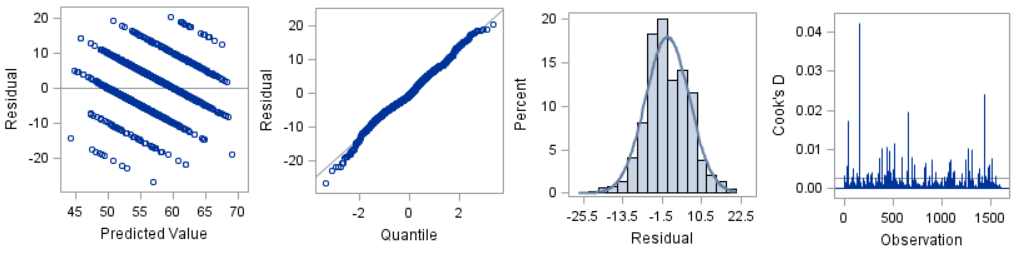 20
10
0
-10
-20
Residual
45 50 55 60 65 70
Predicted Value
20
10
0
-10
-20
Residual
-2 0 2
Quantile
20
15
10
5
0
Percent
-25.5 -13.5 -1.5 10.5 22.5
Residual
0.04
0.03
0.02
0.01
0.00
Cook's D
0 500 1000 1500
Observation